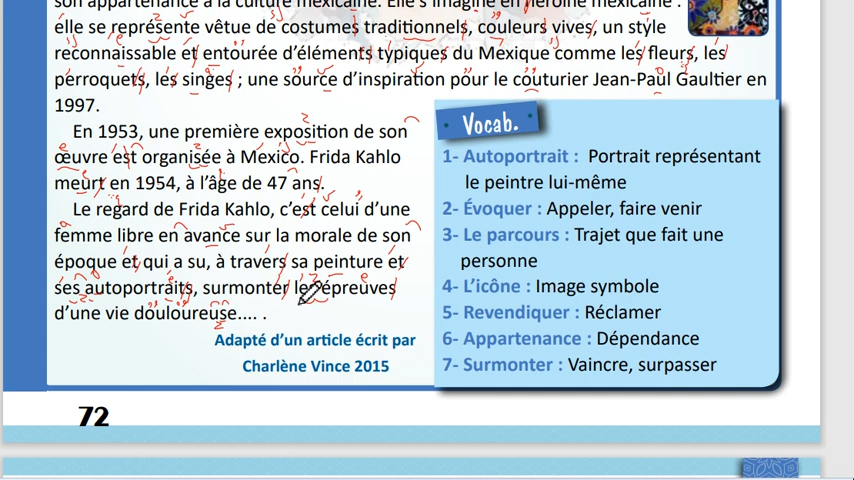 son appartenance à la culture mexicaine. Elle s'imagine en héroïne mexicaine :
elle se représente vêtue de costumes traditionnels, couleurs vives, un style
reconnaissable et entourée d'éléments typiques du Mexique comme les fleurs, les
perroquets, les singes ; une source d'inspiration pour le couturier Jean-Paul Gaultier en
1997.
En 1953, une première exposition de son
œuvre est organisée à Mexico. Frida Kahlo
meurt en 1954, à l'âge de 47 ans.
Le regard de Frida Kahlo, c'est celui d'une
femme libre en avance sur la morale de son
époque et qui a su, à travers sa peinture et
ses autoportraits, surmonter les épreuves
d'une vie douloureuse.... .
Adapté d'un article écrit par
Charlène Vince 2015
Vocab.
1- Autoportrait : Portrait représentant
le peintre lui-même
2- Évoquer : Appeler, faire venir
3- Le parcours : Trajet que fait une
personne
4- L'icône : Image symbole
5- Revendiquer : Réclamer
6- Appartenance : Dépendance
7- Surmonter : Vaincre, surpasser
72